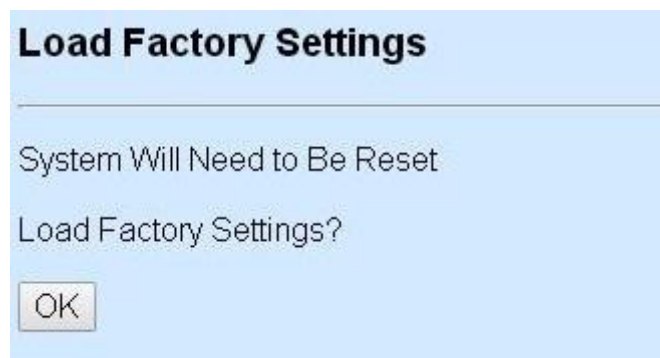 Load Factory Settings
System Will Need to Be Reset
Load Factory Settings?
OK